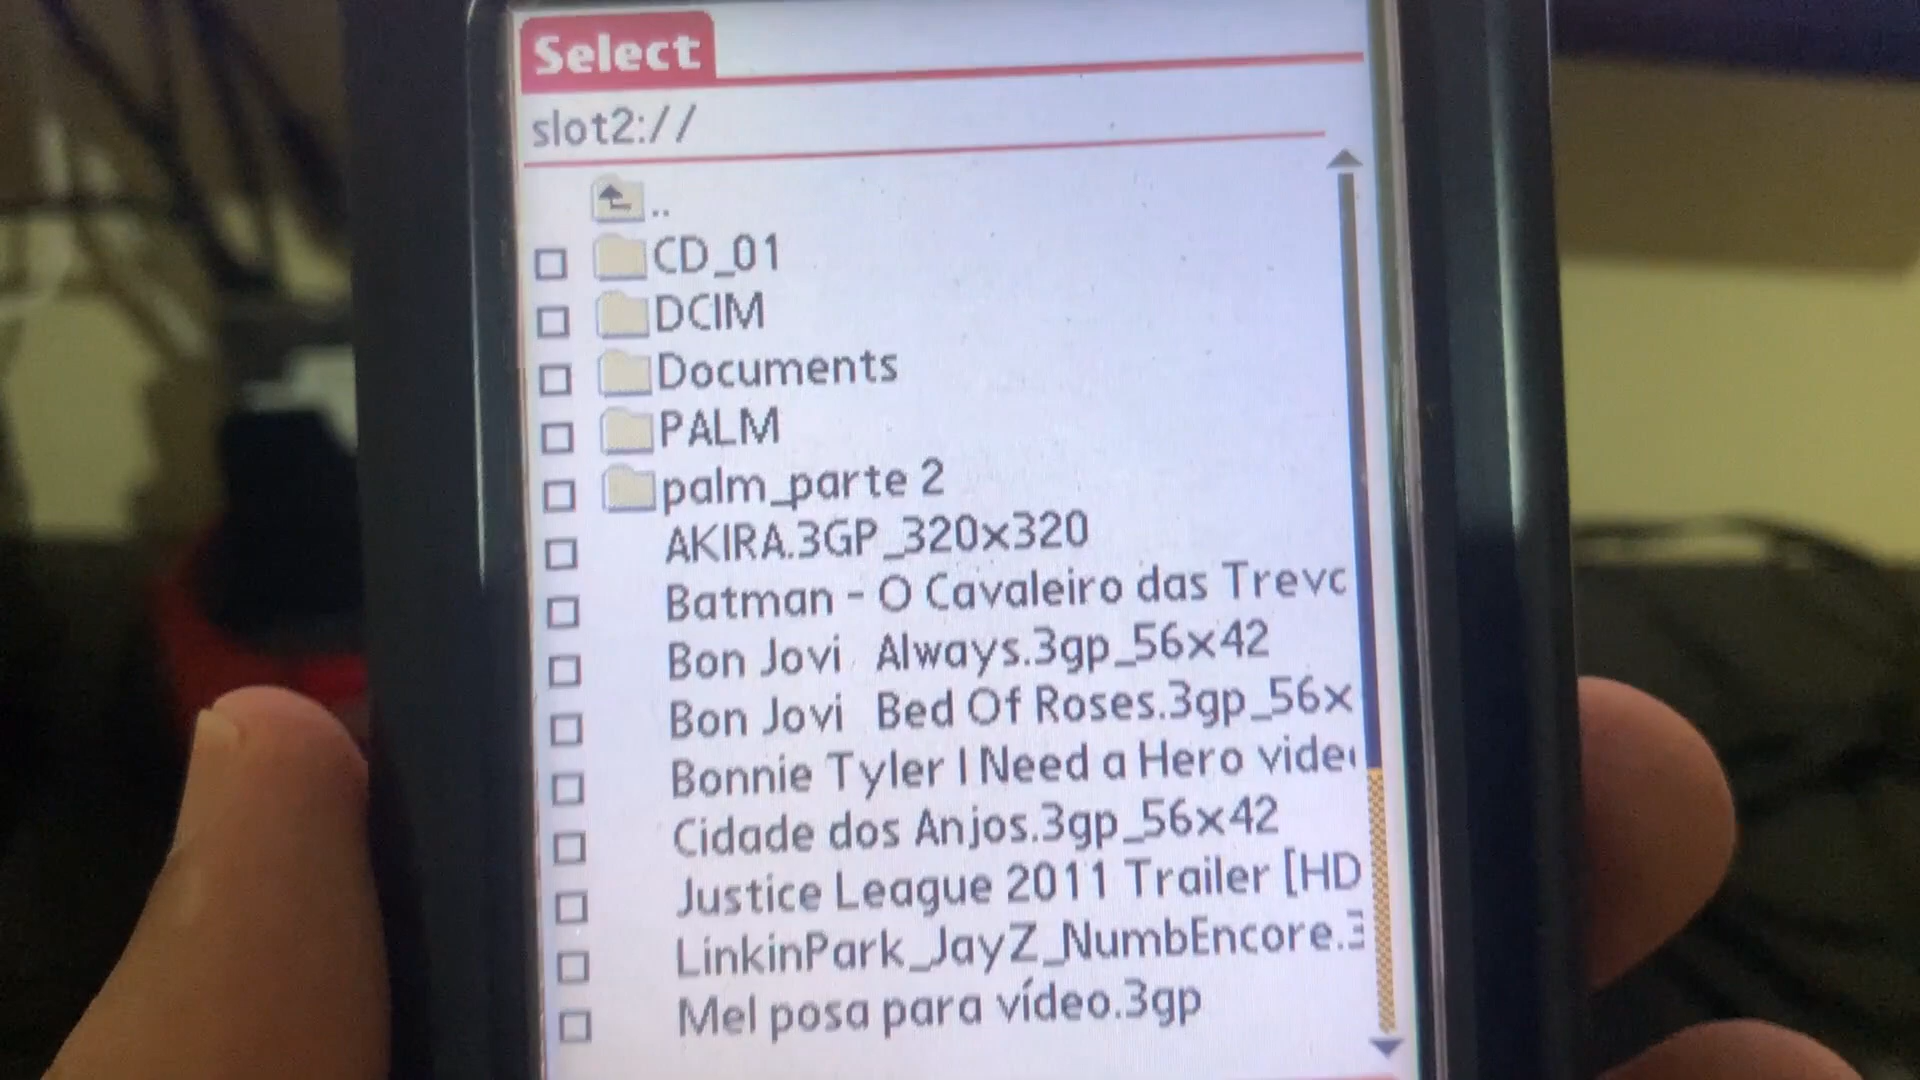 Select
slot2://
..
CD_01
DCIM
Documents
PALM
palm_parte 2
AKIRA.3GP_320x320
Batman - O Cavaleiro das Trevc
Bon Jovi Always.3gp_56x42
Bon Jovi Bed Of Roses.3gp_56x
Bonnie Tyler I Need a Hero vide
Cidade dos Anjos.3gp_56x42
Justice League 2011 Trailer [HD
LinkinPark_JayZ_NumbEncore.3
Mel posa para vídeo.3gp